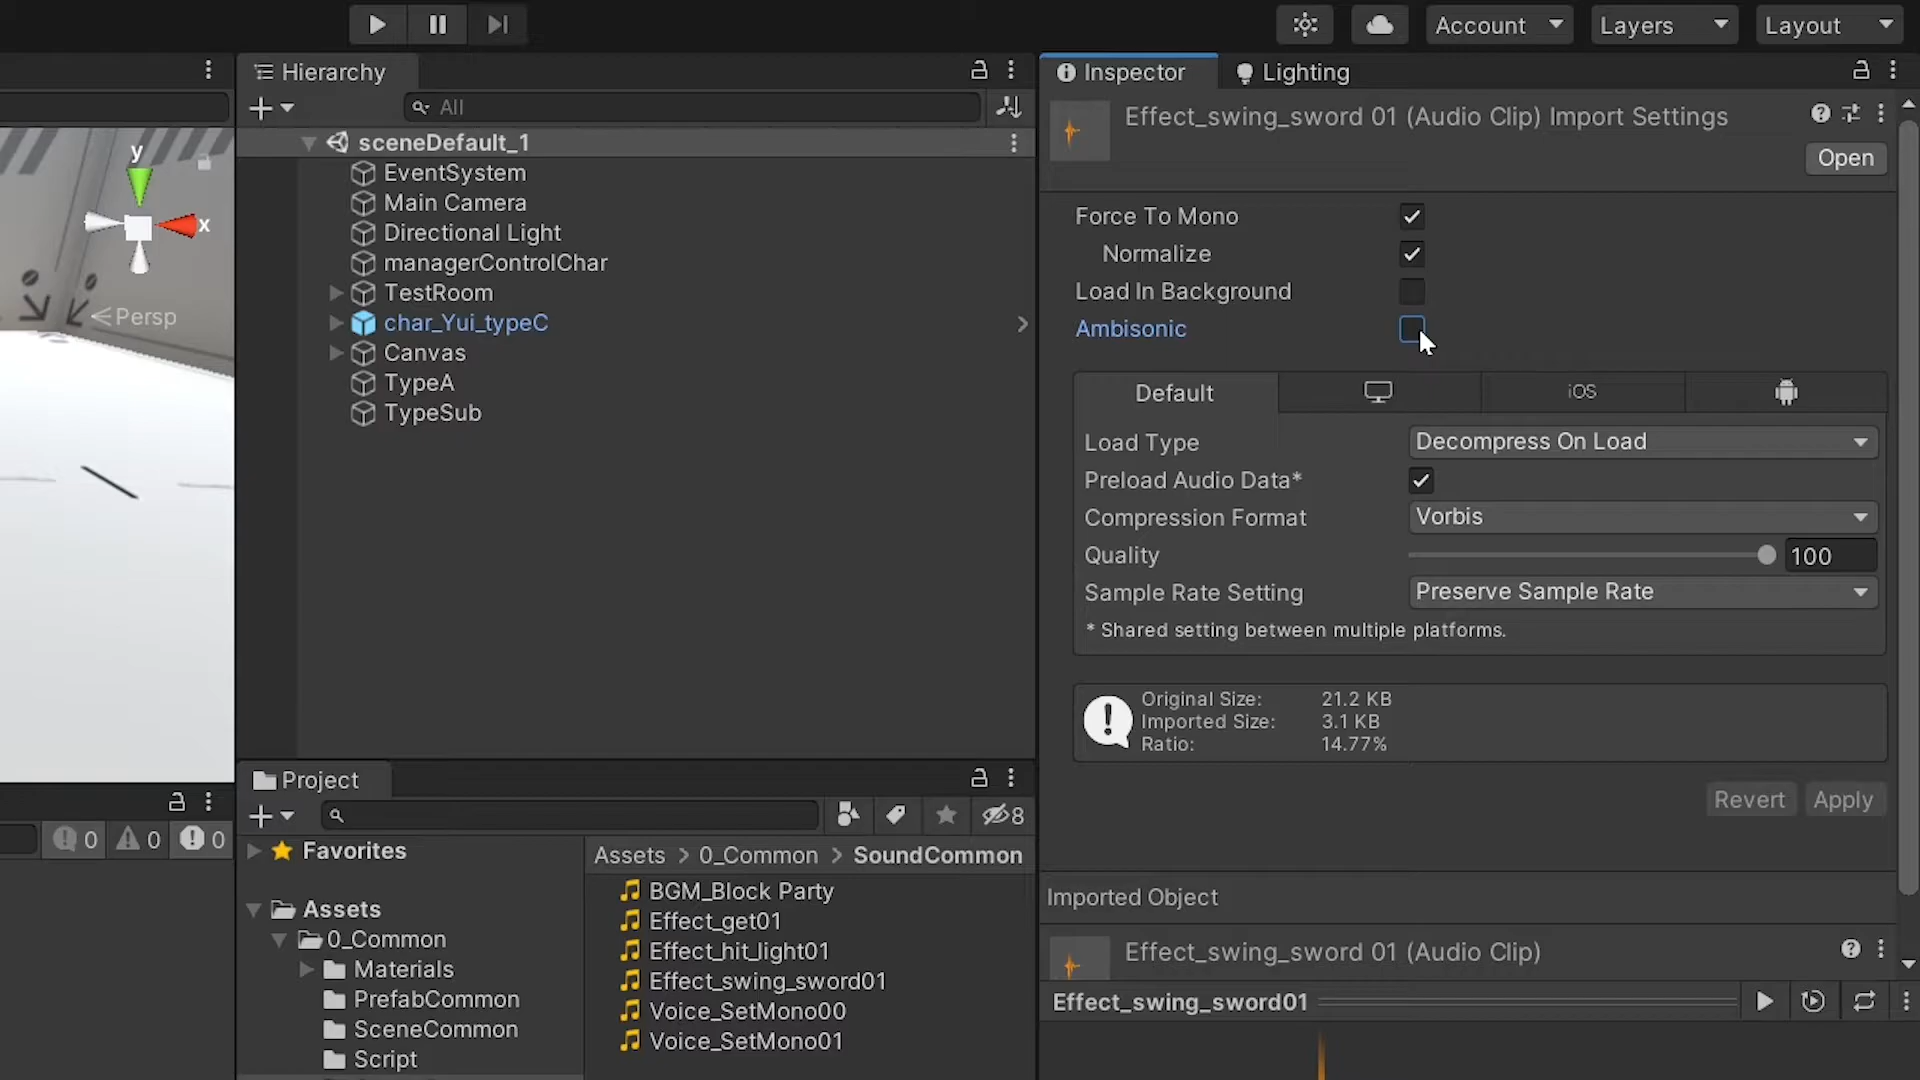 Account
Layers
Layout
Hierarchy
All
sceneDefault_1
EventSystem
Main Camera
Directional Light
managerControlChar
TestRoom
char_Yui_typeC
Canvas
TypeA
TypeSub
y
x
Persp
0
0
0
Project
8
Favorites
Assets
0_Common
Materials
PrefabCommon
SceneCommon
Script
Assets > 0_Common > SoundCommon
BGM_Block Party
Effect_get01
Effect_hit_light01
Effect_swing_sword01
Voice_SetMono00
Voice_SetMono01
Inspector
Lighting
Effect_swing_sword 01 (Audio Clip) Import Settings
Open
Force To Mono
Normalize
Load In Background
Ambisonic
Default
iOS
Load Type Decompress On Load
Preload Audio Data*
Compression Format Vorbis
Quality 100
Sample Rate Setting Preserve Sample Rate
* Shared setting between multiple platforms.
Original Size: 21.2 KB
Imported Size: 3.1 KB
Ratio: 14.77%
Revert Apply
Imported Object
Effect_swing_sword 01 (Audio Clip)
Effect_swing_sword01